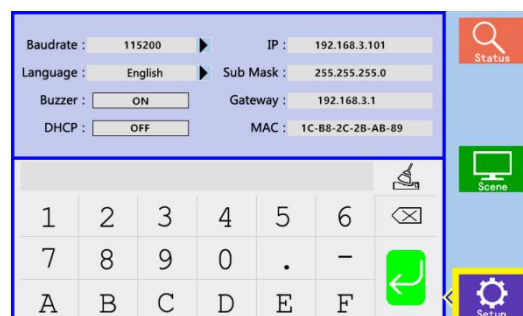 Baudrate : 115200 IP : 192.168.3.101
Language : English Sub Mask : 255.255.255.0
Buzzer : ON Gateway : 192.168.3.1
DHCP : OFF MAC : 1C-B8-2C-2B-AB-89
Status
Scene
1 2 3 4 5 6
7 8 9 0 . -
A B C D E F
Setup